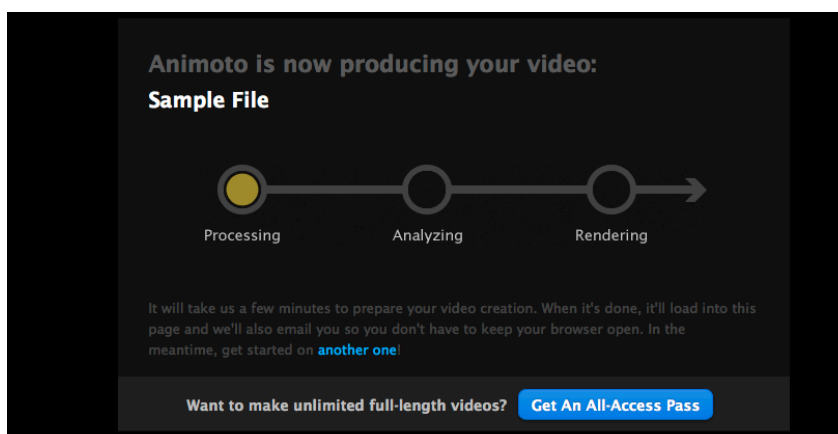 Animoto is now producing your video:
Sample File
Processing Analyzing Rendering
It will take us a few minutes to prepare your video creation. When it's done, it'll load into this
page and we'll also email you so you don't have to keep your browser open. In the
meantime, get started on another one!
Want to make unlimited full-length videos? Get An All-Access Pass